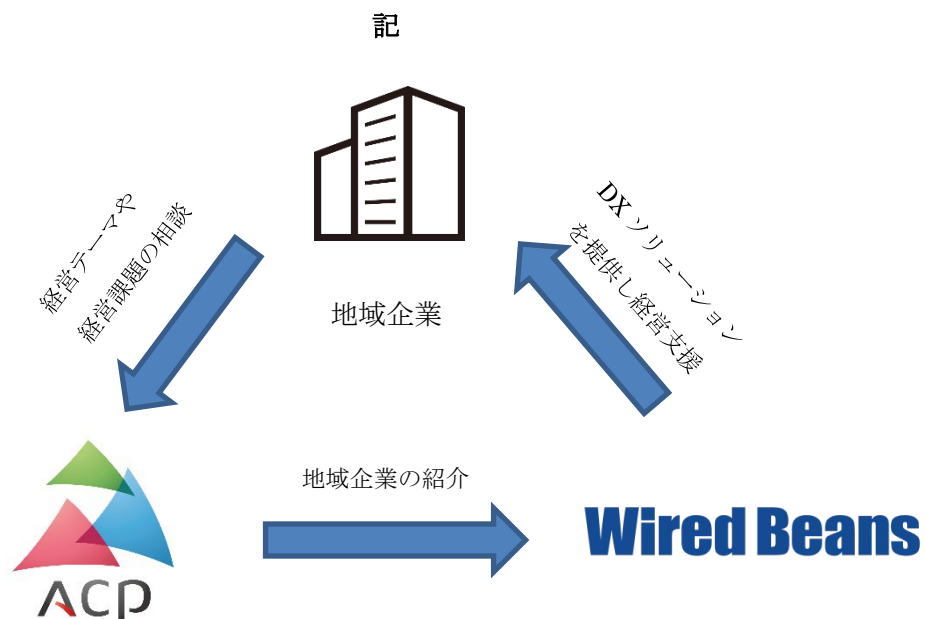 記
経営テーマや
経営課題の相談
DX ソリューション
を提供し経営支援
地域企業
地域企業の紹介
ACP
Wired Beans